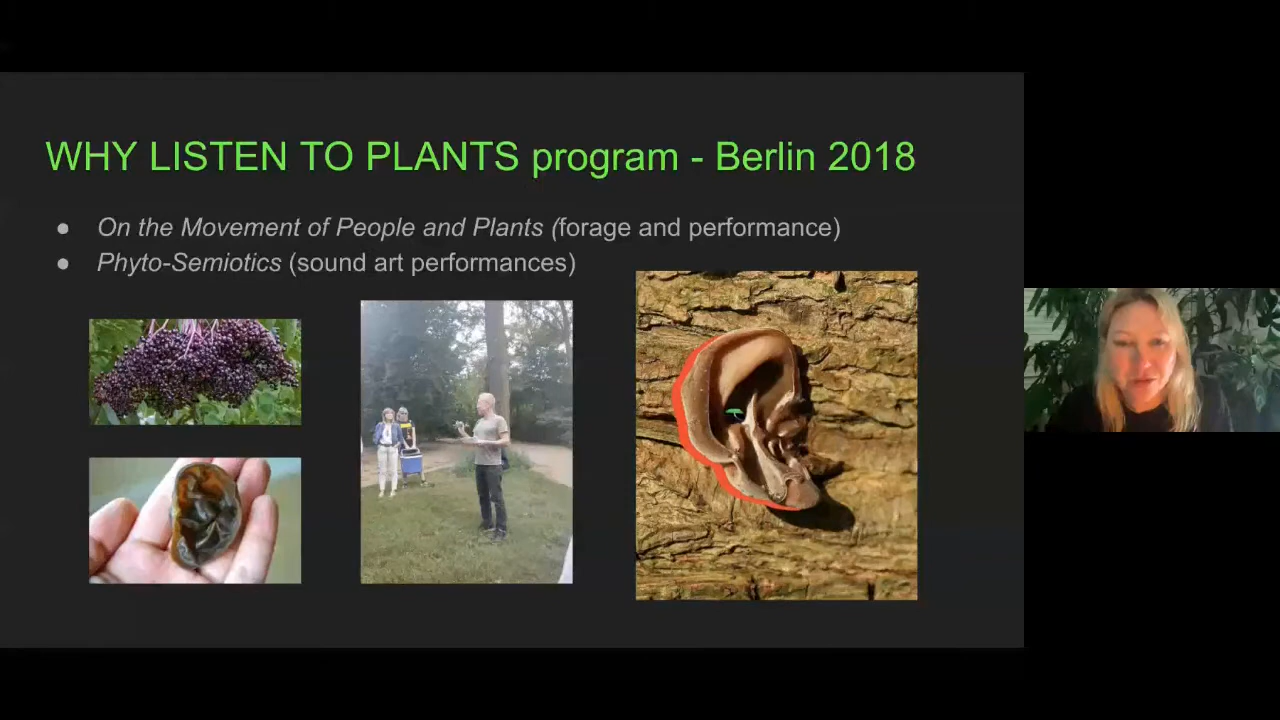 WHY LISTEN TO PLANTS program - Berlin 2018
● On the Movement of People and Plants (forage and performance)
● Phyto-Semiotics (sound art performances)